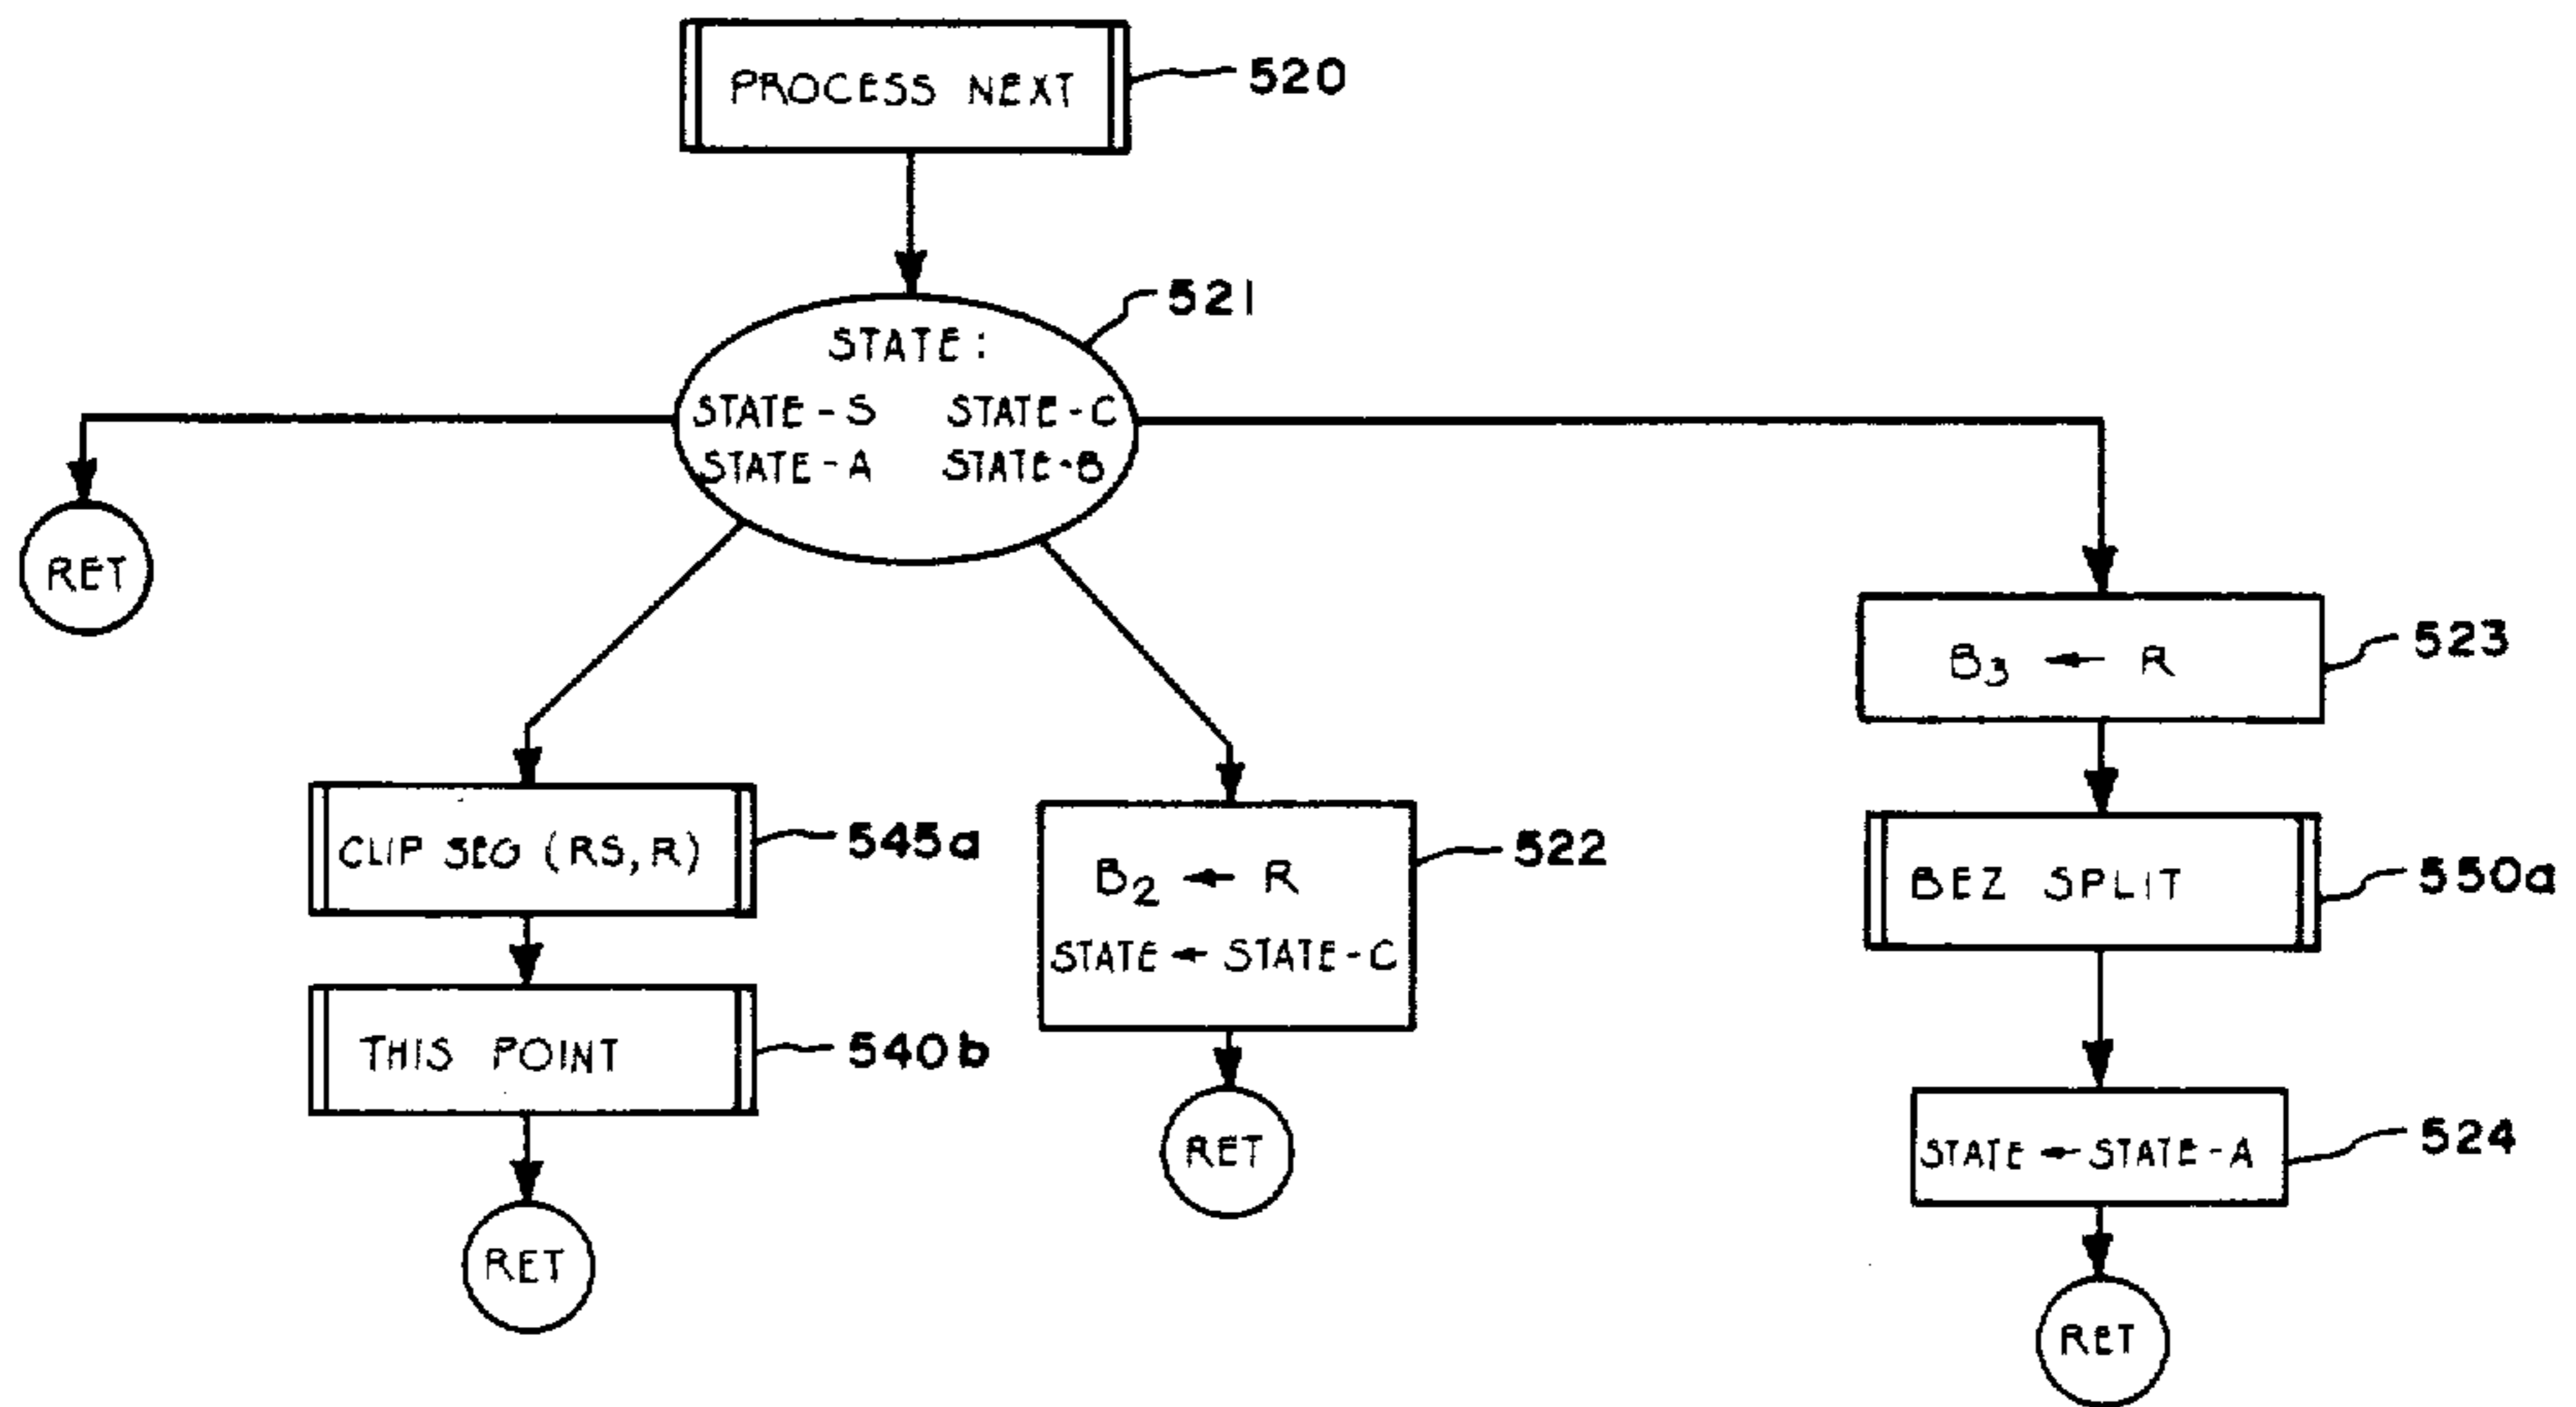 PROCESS NEXT
520
521
STATE:
STATE-S STATE-C
STATE-A STATE-B
RET
B3 ← R
523
CLIP SEG (RS, R)
545a
B2 ← R
STATE ← STATE-C
522
BEZ SPLIT
550a
THIS POINT
540b
RET
STATE ← STATE-A
524
RET
RET